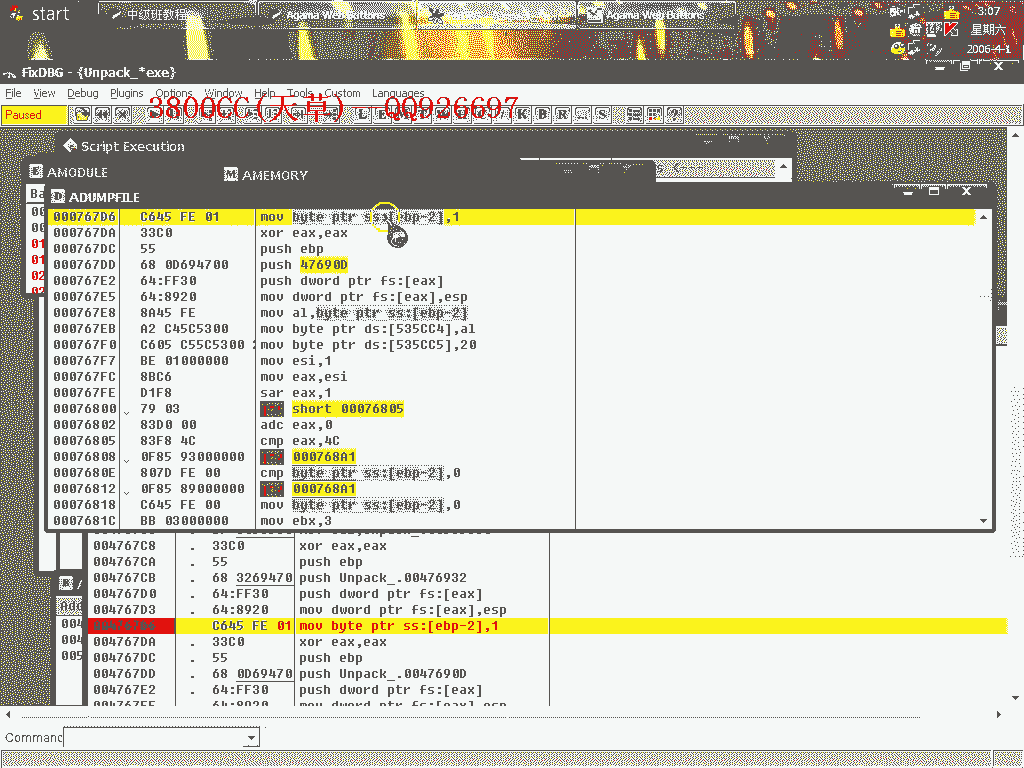 start
中级班教程
Agama Web Buttons
Agama Web Buttons
3:07
星期六
2006-4-1
FixDBG - {Unpack_*exe}
File View Debug Plugins Options Window Help Tools Custom Languages
Paused
3800CC(天草) QQ926697
K B R ... S
Script Execution
AMODULE
AMEMORY
Ba
ADUMPFILE
000767D6 C645 FE 01 mov byte ptr ss:[ebp-2],1
000767DA 33C0 xor eax,eax
000767DC 55 push ebp
000767DD 68 0D694700 push 47690D
000767E2 64:FF30 push dword ptr fs:[eax]
000767E5 64:8920 mov dword ptr fs:[eax],esp
000767E8 8A45 FE mov al,byte ptr ss:[ebp-2]
000767EB A2 C45C5300 mov byte ptr ds:[535CC4],al
000767F0 C605 C55C5300 mov byte ptr ds:[535CC5],20
000767F7 BE 01000000 mov esi,1
000767FC 8BC6 mov eax,esi
000767FE D1F8 sar eax,1
00076800 79 03 short 00076805
00076802 83D0 00 adc eax,0
00076805 83F8 4C cmp eax,4C
00076808 0F85 93000000 000768A1
0007680E 807D FE 00 cmp byte ptr ss:[ebp-2],0
00076812 0F85 89000000 000768A1
00076818 C645 FE 00 mov byte ptr ss:[ebp-2],0
0007681C BB 03000000 mov ebx,3
004767C8 . 33C0 xor eax,eax
004767CA . 55 push ebp
004767CB . 68 3269470 push Unpack_.00476932
004767D0 . 64:FF30 push dword ptr fs:[eax]
004767D3 . 64:8920 mov dword ptr fs:[eax],esp
C645 FE 01 mov byte ptr ss:[ebp-2],1
004767DA . 33C0 xor eax,eax
004767DC . 55 push ebp
004767DD . 68 0D69470 push Unpack_.0047690D
004767E2 . 64:FF30 push dword ptr fs:[eax]
Add
004
004
005
Command